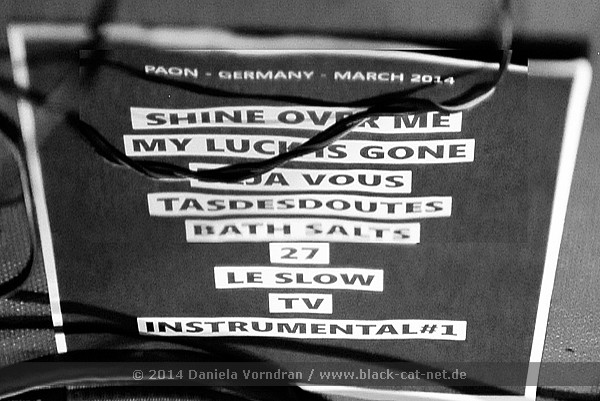 PAON - GERMANY - MARCH 2014
SHINE OVER ME
MY LUCK IS GONE
DEJA VOUS
TASDESDOUTES
BATH SALTS
27
LE SLOW
TV
INSTRUMENTAL#1
© 2014 Daniela Vorndran / www.black-cat-net.de